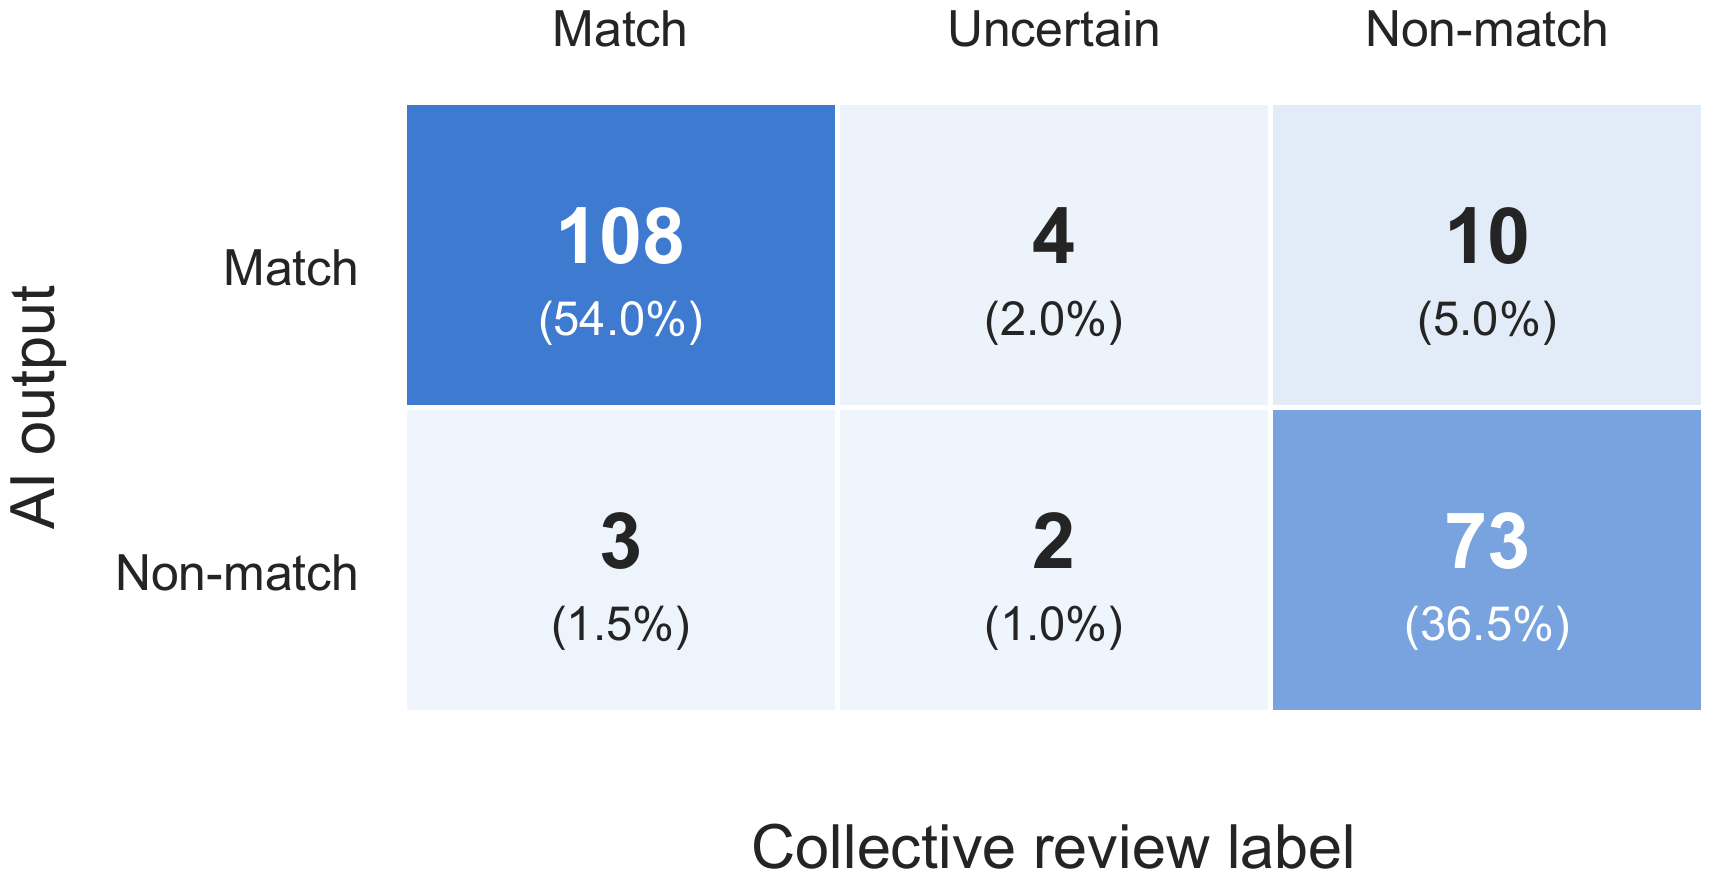 Match Uncertain Non-match
AI output
Match
108 4 10
(54.0%) (2.0%) (5.0%)
Non-match
3 2 73
(1.5%) (1.0%) (36.5%)
Collective review label